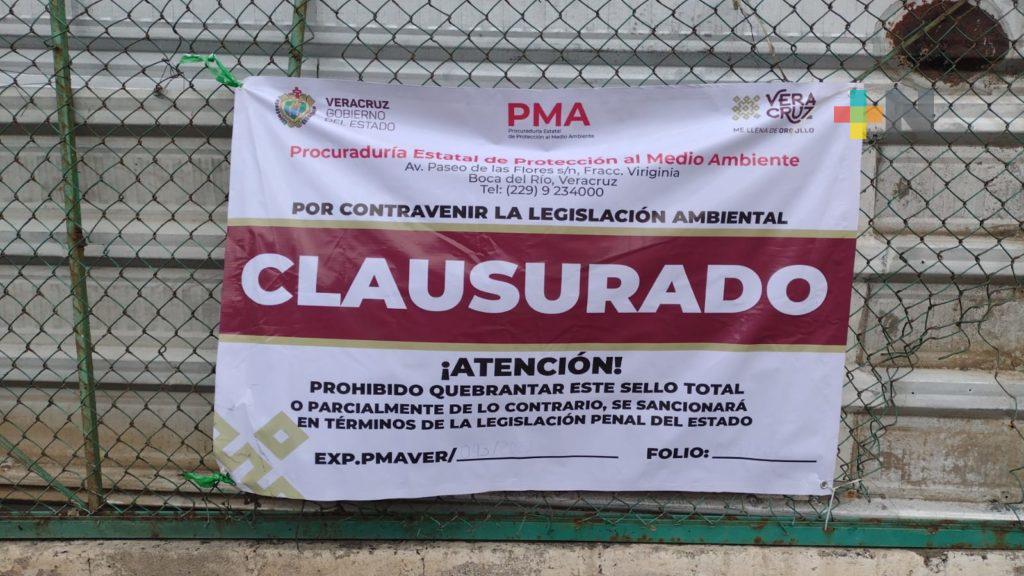 VERACRUZ
GOBIERNO
DEL ESTADO
PMA
Procuraduría Estatal
de Protección al Medio Ambiente
VERA
CRUZ
ME LLENA DE ORGULLO
Procuraduría Estatal de Protección al Medio Ambiente
Av. Paseo de las Flores s/n, Fracc. Viriginia
Boca del Río, Veracruz
Tel: (229) 9 234000
POR CONTRAVENIR LA LEGISLACIÓN AMBIENTAL
CLAUSURADO
¡ATENCIÓN!
PROHIBIDO QUEBRANTAR ESTE SELLO TOTAL
O PARCIALMENTE DE LO CONTRARIO, SE SANCIONARÁ
EN TÉRMINOS DE LA LEGISLACIÓN PENAL DEL ESTADO
EXP.PMAVER/ FOLIO: